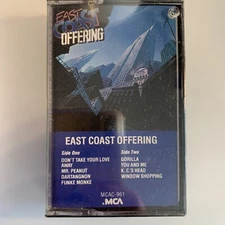 EAST COAST
OFFERING
EAST COAST OFFERING
Side One
DON'T TAKE YOUR LOVE
AWAY
MR. PEANUT
DARTANGNON
FUNKE MONKE
Side Two
GORILLA
YOU AND ME
K. C.'S HEAD
WINDOW SHOPPING
MCAC-961
MCA